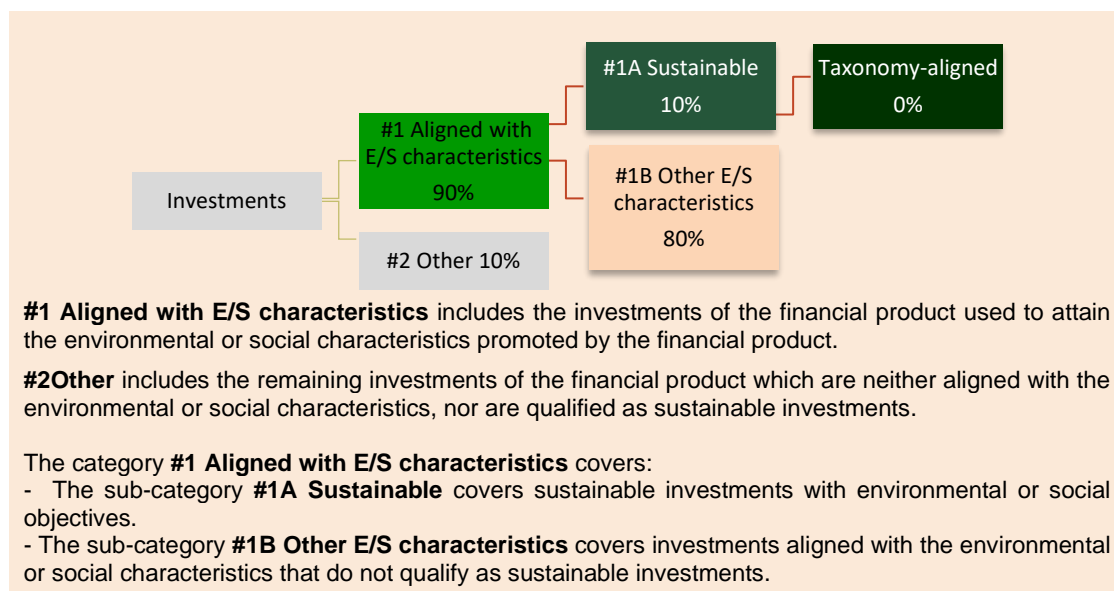 #1A Sustainable
10%
Taxonomy-aligned
0%
#1 Aligned with
E/S characteristics
90%
Investments
#1B Other E/S
characteristics
80%
#2 Other 10%
#1 Aligned with E/S characteristics includes the investments of the financial product used to attain
the environmental or social characteristics promoted by the financial product.
#2Other includes the remaining investments of the financial product which are neither aligned with the
environmental or social characteristics, nor are qualified as sustainable investments.
The category #1 Aligned with E/S characteristics covers:
- The sub-category #1A Sustainable covers sustainable investments with environmental or social
objectives.
- The sub-category #1B Other E/S characteristics covers investments aligned with the environmental
or social characteristics that do not qualify as sustainable investments.